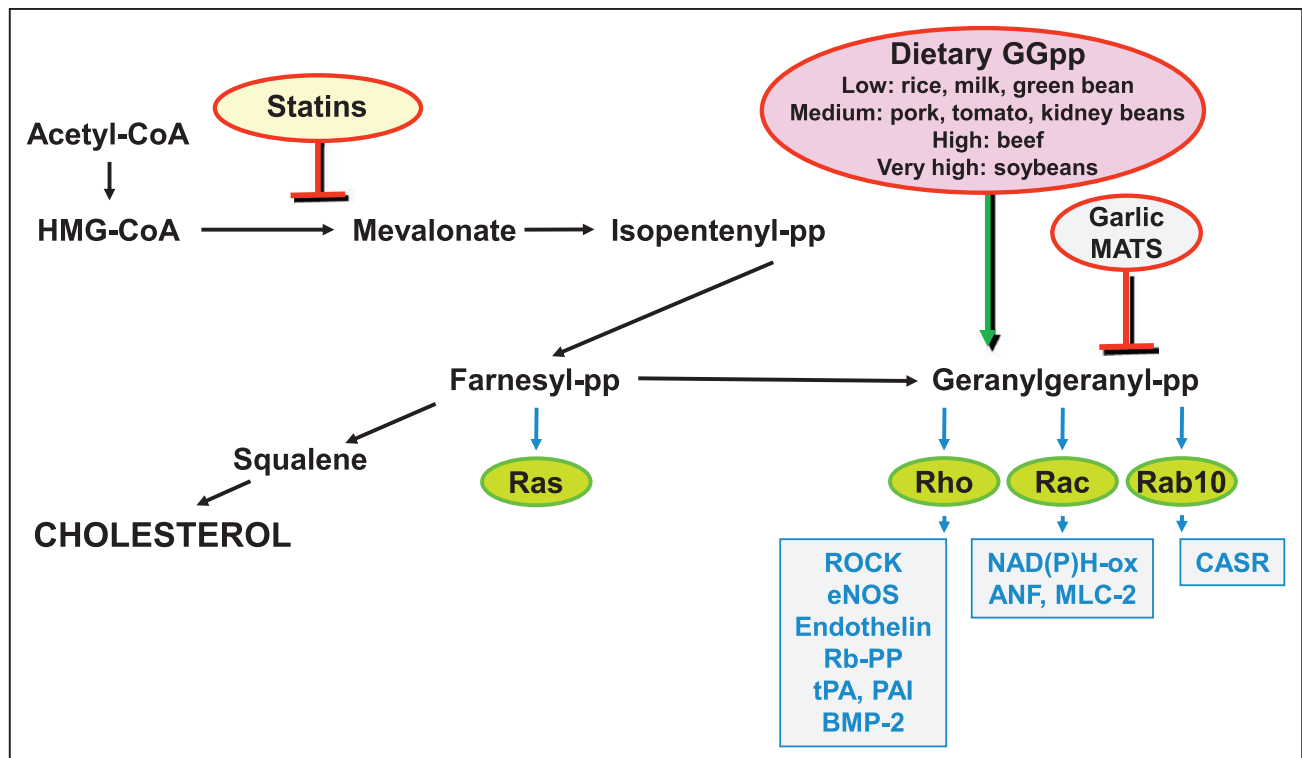 Dietary GGpp
Low: rice, milk, green bean
Medium: pork, tomato, kidney beans
High: beef
Very high: soybeans
Statins
Acetyl-CoA
Garlic
MATS
HMG-CoA
Mevalonate
Isopentenyl-pp
Farnesyl-pp
Geranylgeranyl-pp
Squalene
Ras
Rho
Rac
Rab10
CHOLESTEROL
ROCK
eNOS
Endothelin
Rb-PP
tPA, PAI
BMP-2
NAD(P)H-ox
ANF, MLC-2
CASR